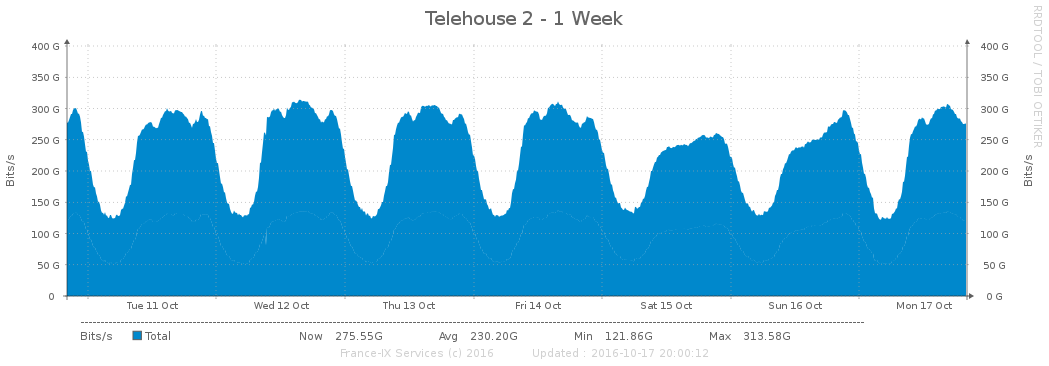 Telehouse 2 - 1 Week
RRDTOOL / TOBI OETIKER
Bits/s
400 G 400 G
350 G 350 G
300 G 300 G
250 G 250 G
200 G 200 G
150 G 150 G
100 G 100 G
50 G 50 G
0 0 G
Bits/s
Tue 11 Oct Wed 12 Oct Thu 13 Oct Fri 14 Oct Sat 15 Oct Sun 16 Oct Mon 17 Oct
Bits/s Total Now 275.55G Avg 230.20G Min 121.86G Max 313.58G
France-IX Services (c) 2016 Updated : 2016-10-17 20:00:12